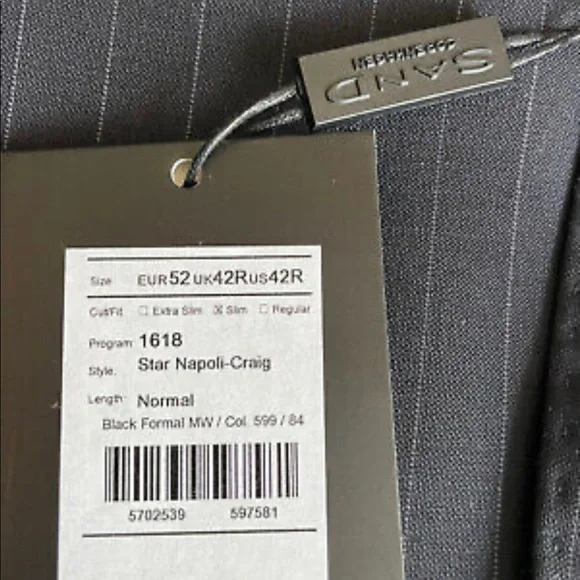 SAND
COPENHAGEN
Size EUR52 UK42R US42R
Cut/Fit ☐ Extra Slim ☒ Slim ☐ Regular
Program: 1618
Style: Star Napoli-Craig
Length: Normal
Black Formal MW / Col. 599 / 84
5702539 597581